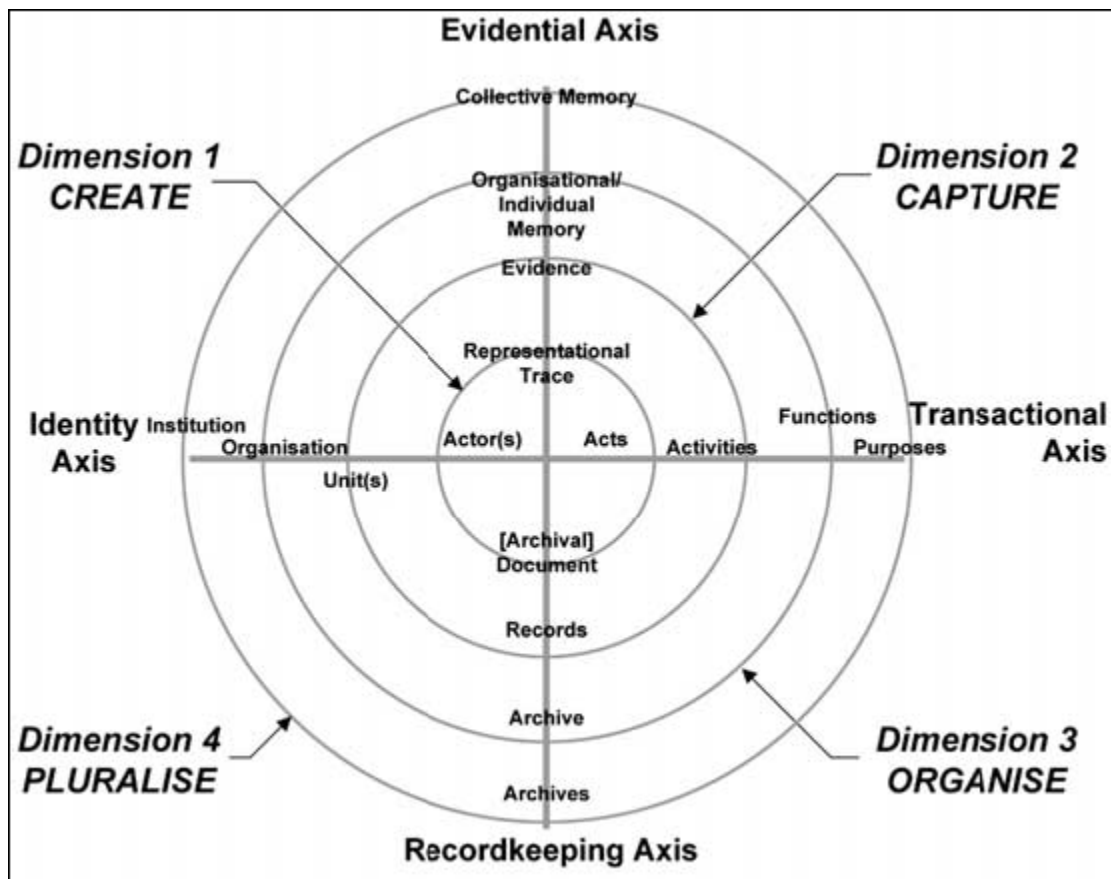 Evidential Axis
Collective Memory
Dimension 1
CREATE
Dimension 2
CAPTURE
Organisational/
Individual
Memory
Evidence
Representational
Trace
Identity
Axis
Institution
Organisation
Unit(s)
Actor(s)
Acts
Activities
Functions
Purposes
Transactional
Axis
[Archival]
Document
Records
Archive
Archives
Dimension 4
PLURALISE
Dimension 3
ORGANISE
Recordkeeping Axis